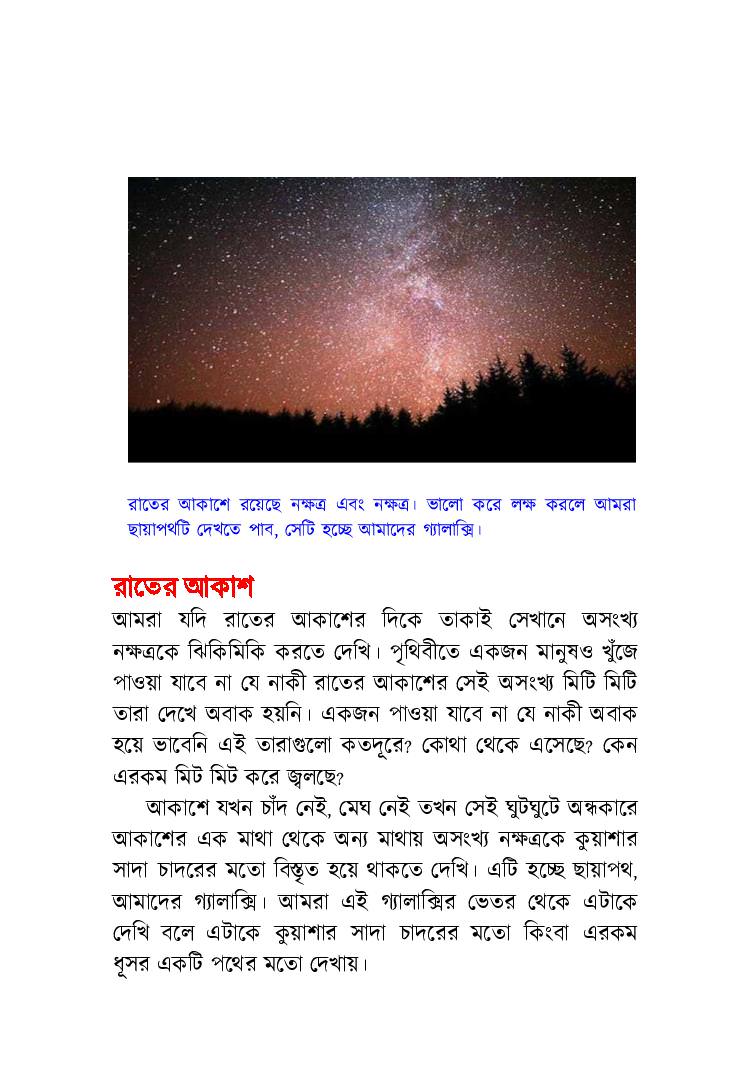 রাতের আকাশে রয়েছে নক্ষত্র এবং নক্ষত্র। ভালো করে লক্ষ করলে আমরা
ছায়াপথটি দেখতে পাব, সেটি হচ্ছে আমাদের গ্যালাক্সি।
রাতের আকাশ
আমরা যদি রাতের আকাশের দিকে তাকাই সেখানে অসংখ্য
নক্ষত্রকে ঝিকিমিকি করতে দেখি। পৃথিবীতে একজন মানুষও খুঁজে
পাওয়া যাবে না যে নাকী রাতের আকাশের সেই অসংখ্য মিটি মিটি
তারা দেখে অবাক হয়নি। একজন পাওয়া যাবে না যে নাকী অবাক
হয়ে ভাবেনি এই তারাগুলো কতদূরে? কোথা থেকে এসেছে? কেন
এরকম মিট মিট করে জ্বলছে?
আকাশে যখন চাঁদ নেই, মেঘ নেই তখন সেই ঘুটঘুটে অন্ধকারে
আকাশের এক মাথা থেকে অন্য মাথায় অসংখ্য নক্ষত্রকে কুয়াশার
সাদা চাদরের মতো বিস্তৃত হয়ে থাকতে দেখি। এটি হচ্ছে ছায়াপথ,
আমাদের গ্যালাক্সি। আমরা এই গ্যালাক্সির ভেতর থেকে এটাকে
দেখি বলে এটাকে কুয়াশার সাদা চাদরের মতো কিংবা এরকম
ধূসর একটি পথের মতো দেখায়।